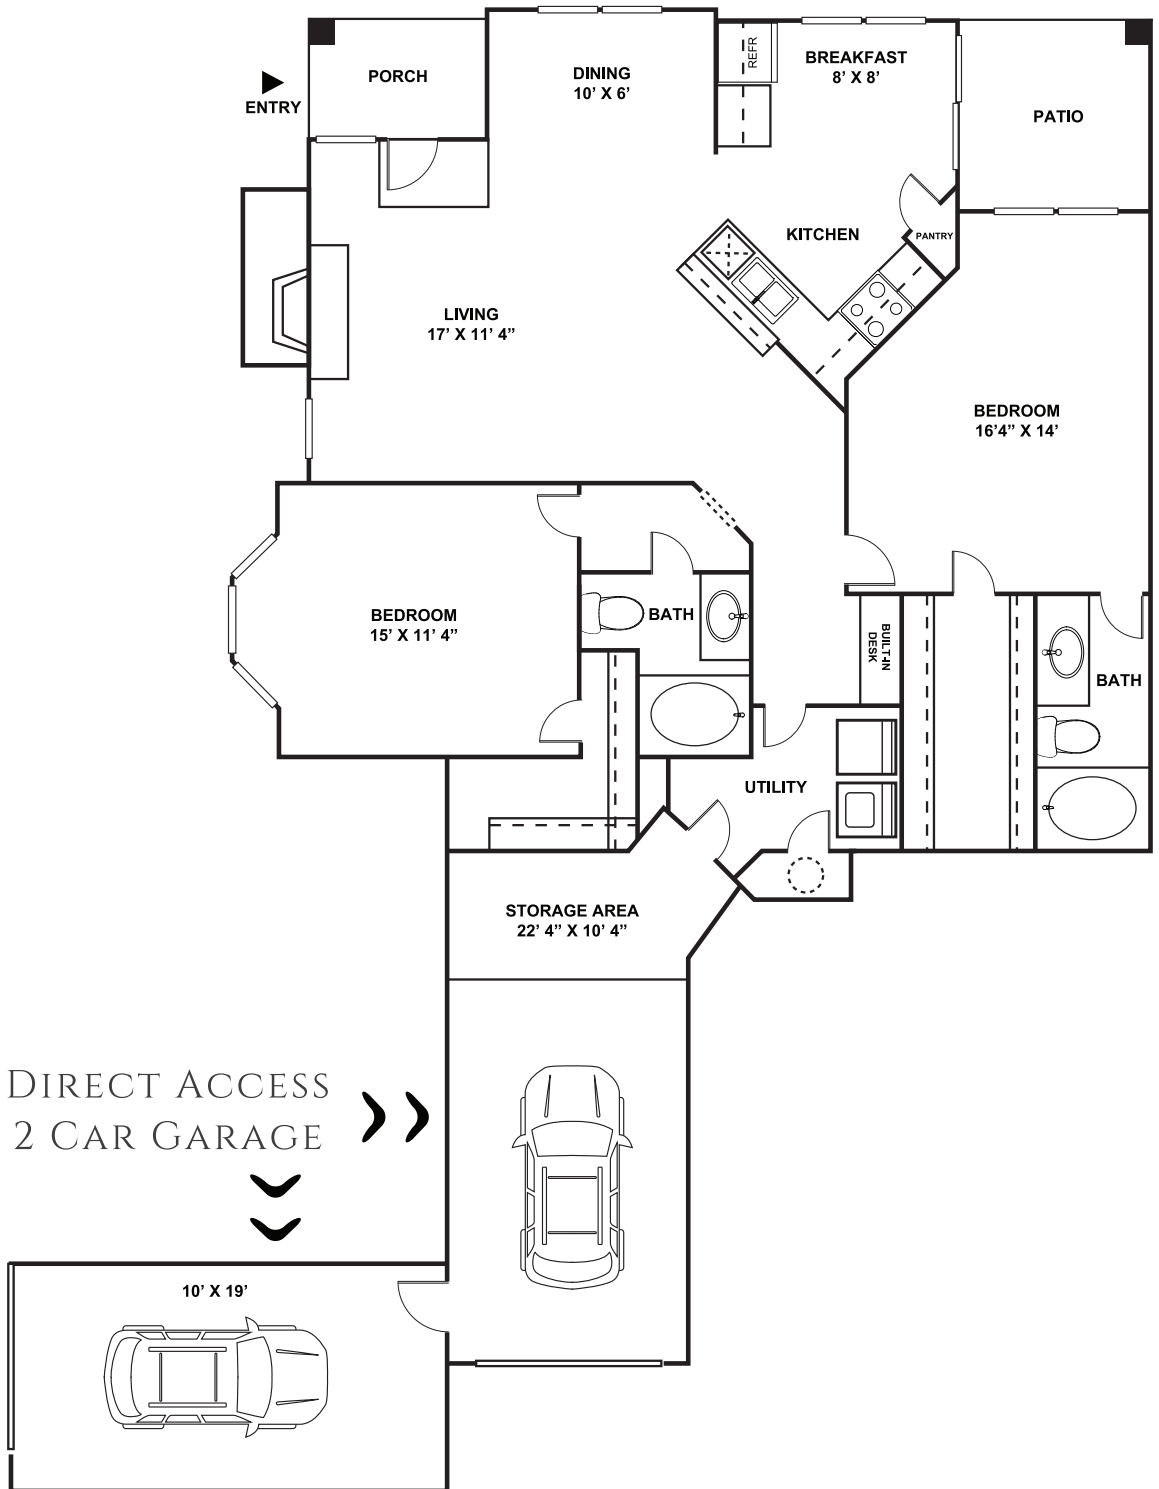 PORCH
ENTRY
DINING
10' X 6'
REFR
BREAKFAST
8' X 8'
PATIO
KITCHEN
PANTRY
LIVING
17' X 11' 4”
BEDROOM
16'4” X 14'
BEDROOM
15' X 11' 4”
BATH
BUILT-IN
DESK
BATH
UTILITY
STORAGE AREA
22' 4” X 10' 4”
DIRECT ACCESS
2 CAR GARAGE
10' X 19'